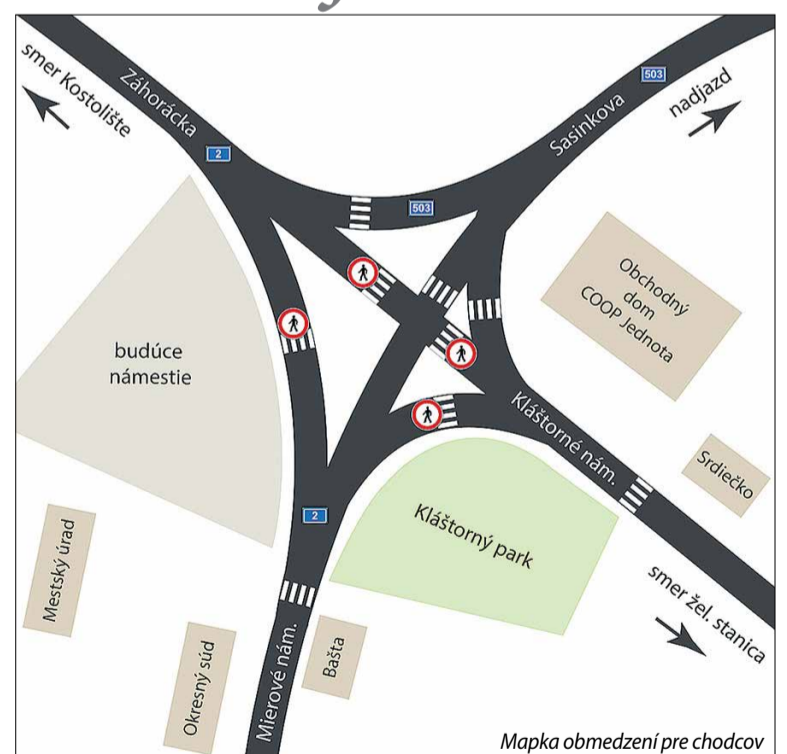 smer Kostolište
Záhorácka
2
503
Sasinkova
503
nadjazd
Obchodný
dom
COOP Jednota
budúce
námestie
Kláštorné nám.
Srdiečko
2
Kláštorný park
Mestský úrad
smer žel. stanica
Okresný súd
Mierové nám.
Bašta
Mapka obmedzení pre chodcov